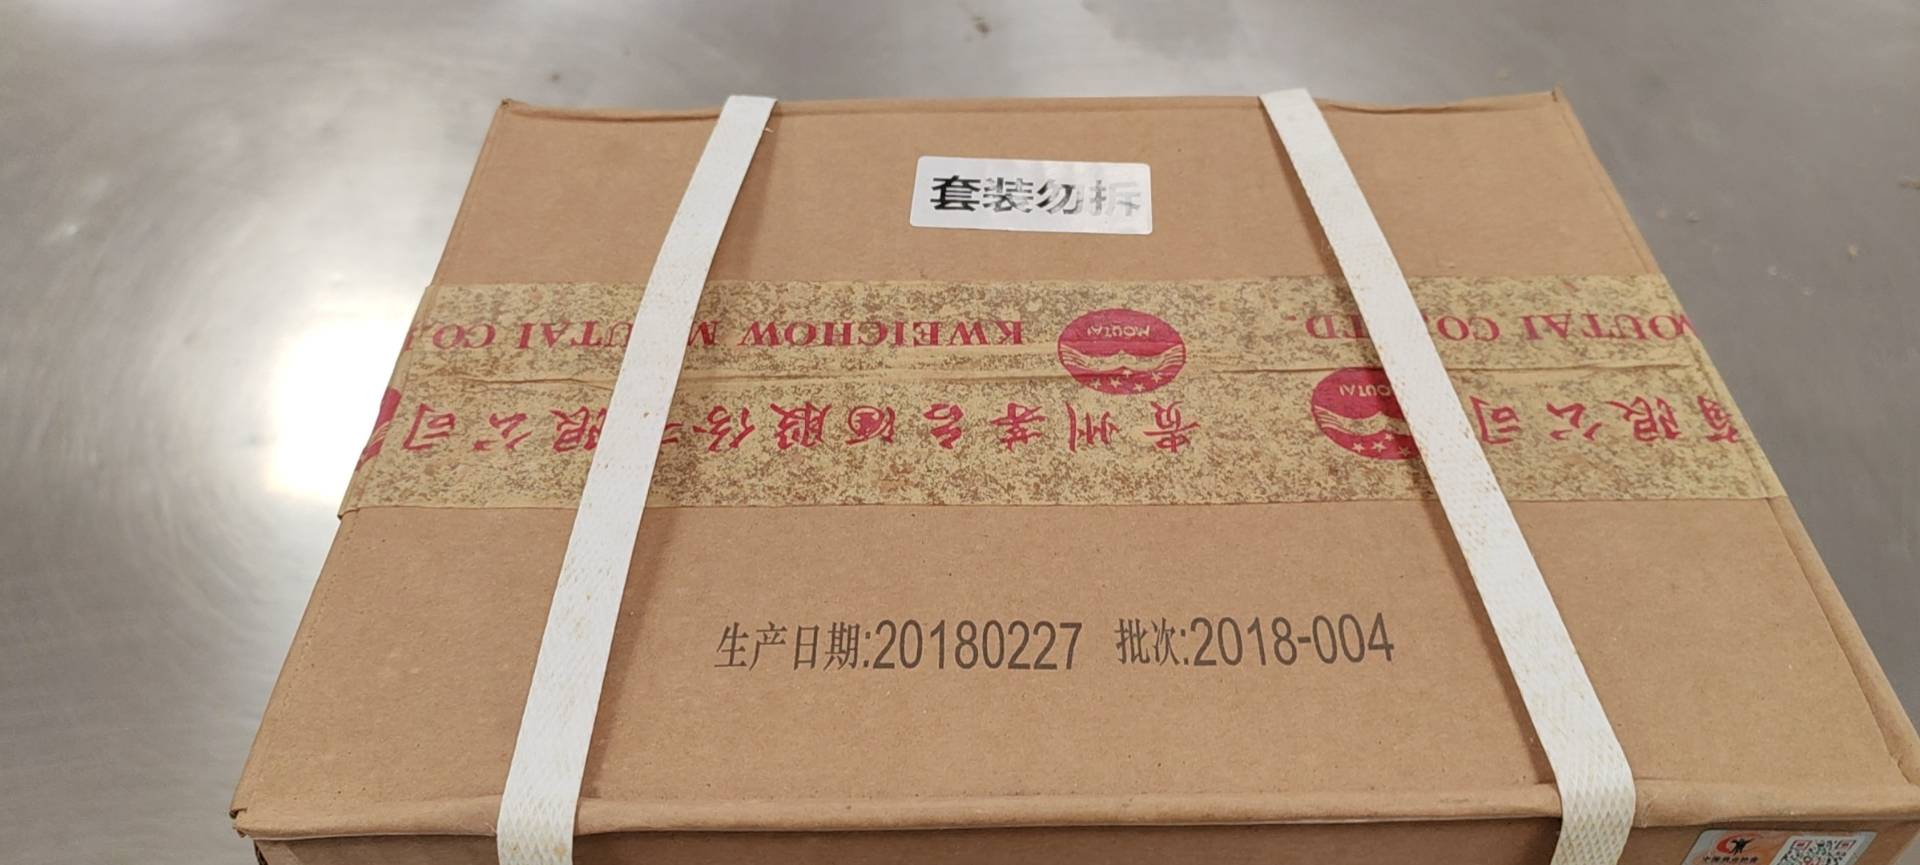 套装勿拆
KWEICHOW MOUTAI CO.,
MOUTAI CO., LTD.
MOUTAI
贵州茅台酒股份有限公司
MOUTAI
有限公司
生产日期:20180227 批次:2018-004